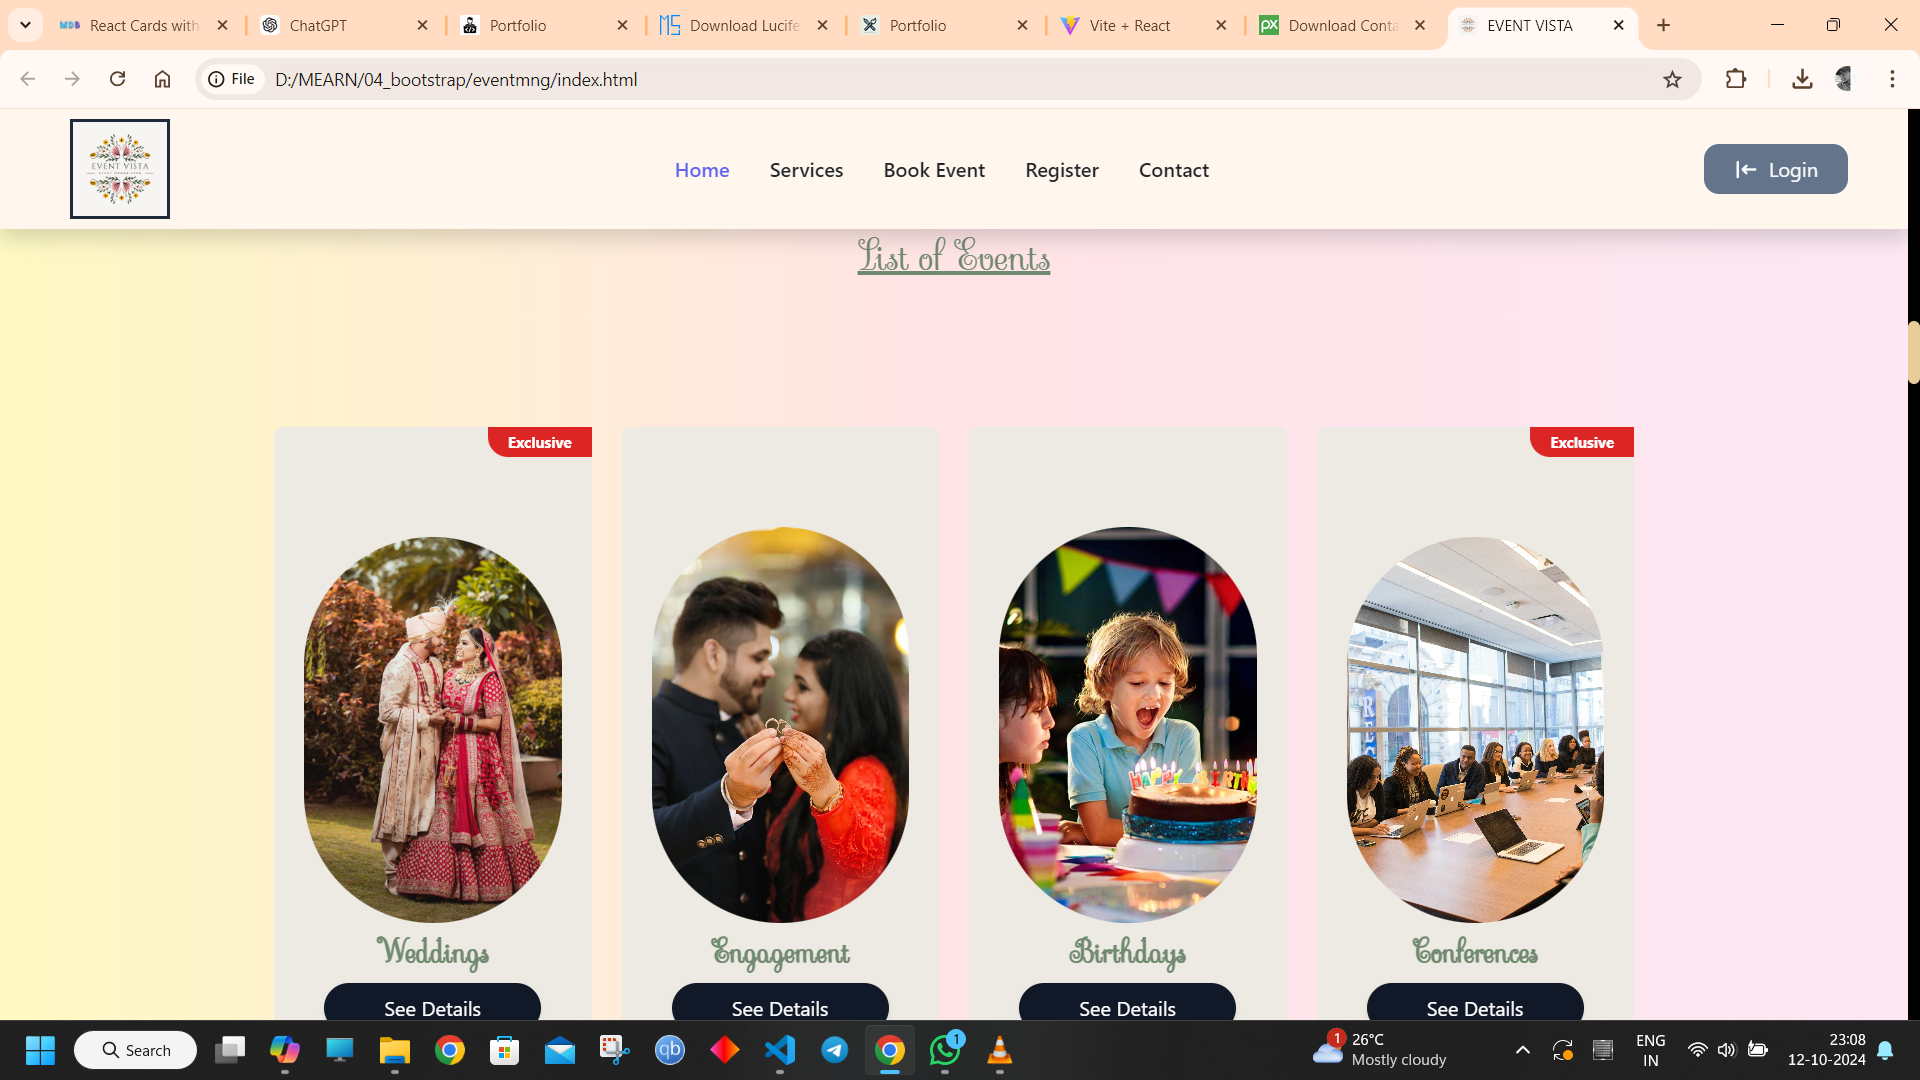 React Cards with
ChatGPT
Portfolio
Download Lucife
Portfolio
Vite + React
Download Conta
EVENT VISTA
File
D:/MEARN/04_bootstrap/eventmng/index.html
EVENT VISTA
Home
Services
Book Event
Register
Contact
Login
List of Events
Exclusive
Exclusive
HAPPY BIRTH
Weddings
Engagement
Birthdays
Conferences
See Details
See Details
See Details
See Details
Search
1
1
26°C
Mostly cloudy
ENG
IN
23:08
12-10-2024